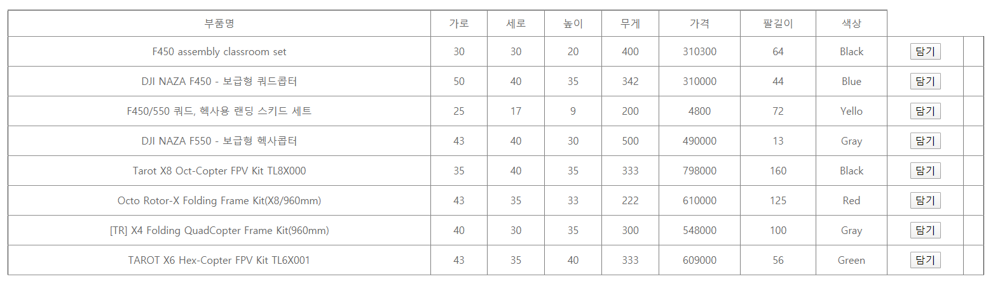 부품명 가로 세로 높이 무게 가격 팔길이 색상
F450 assembly classroom set 30 30 20 400 310300 64 Black 담기
DJI NAZA F450 - 보급형 쿼드콥터 50 40 35 342 310000 44 Blue 담기
F450/550 쿼드, 헥사용 랜딩 스키드 세트 25 17 9 200 4800 72 Yello 담기
DJI NAZA F550 - 보급형 헥사콥터 43 40 30 500 490000 13 Gray 담기
Tarot X8 Oct-Copter FPV Kit TL8X000 35 40 35 333 798000 160 Black 담기
Octo Rotor-X Folding Frame Kit(X8/960mm) 43 35 33 222 610000 125 Red 담기
[TR] X4 Folding QuadCopter Frame Kit(960mm) 40 30 35 300 548000 100 Gray 담기
TAROT X6 Hex-Copter FPV Kit TL6X001 43 35 40 333 609000 56 Green 담기